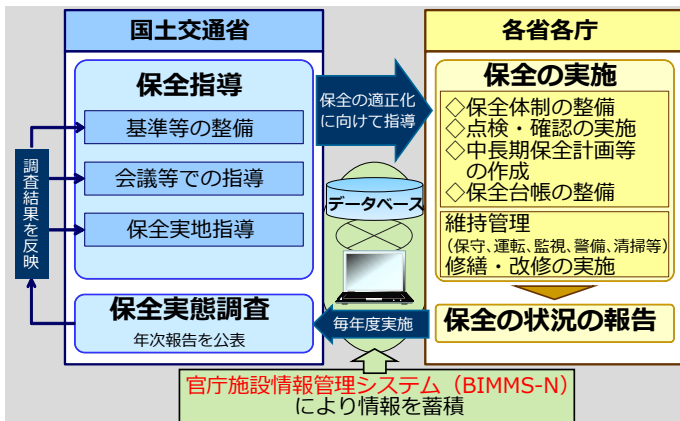 国土交通省
保全指導
基準等の整備
会議等での指導
保全実地指導
保全実態調査
年次報告を公表
調査結果を反映
保全の適正化
に向けて指導
データベース
毎年度実施
各省各庁
保全の実施
◇保全体制の整備
◇点検・確認の実施
◇中長期保全計画等
の作成
◇保全台帳の整備
維持管理
(保守、運転、監視、警備、清掃等)
修繕・改修の実施
保全の状況の報告
官庁施設情報管理システム（BIMMS-N）
により情報を蓄積